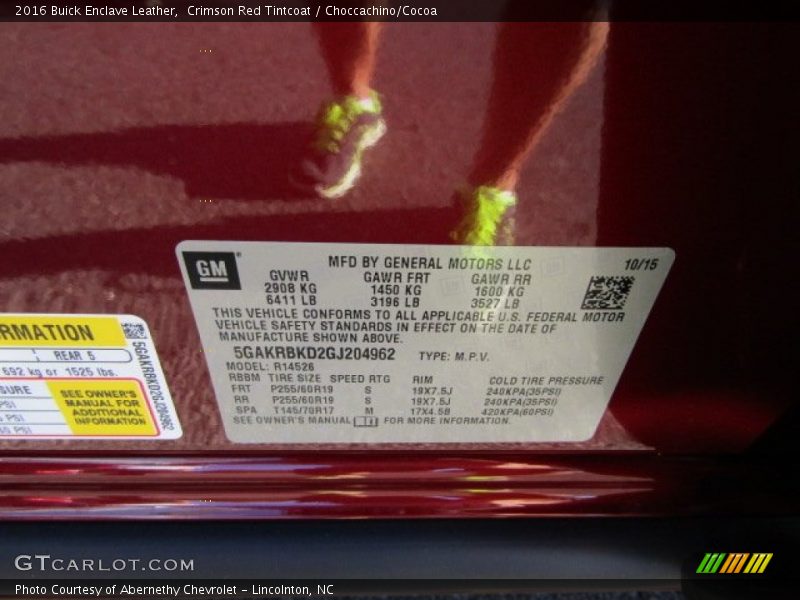 2016 Buick Enclave Leather, Crimson Red Tintcoat / Choccachino/Cocoa
GM
MFD BY GENERAL MOTORS LLC 10/15
GVWR GAWR FRT GAWR RR
2908 KG 1450 KG 1600 KG
6411 LB 3196 LB 3527 LB
THIS VEHICLE CONFORMS TO ALL APPLICABLE U.S. FEDERAL MOTOR
VEHICLE SAFETY STANDARDS IN EFFECT ON THE DATE OF
MANUFACTURE SHOWN ABOVE.
5GAKRBKD2GJ204962 TYPE: M.P.V.
MODEL: R14526
RBBM TIRE SIZE SPEED RTG RIM COLD TIRE PRESSURE
FRT P255/60R19 S 19X7.5J 240KPA(35PSI)
RR P255/60R19 S 19X7.5J 240KPA(35PSI)
SPA T145/70R17 M 17X4.5B 420KPA(60PSI)
SEE OWNER'S MANUAL FOR MORE INFORMATION.
RMATION
REAR 5
692 kg or 1525 lbs.
SURE
PSI
PSI
PSI
SEE OWNER'S
MANUAL FOR
ADDITIONAL
INFORMATION
5GAKRBKD2GJ204962
GTCARLOT.COM
Photo Courtesy of Abernethy Chevrolet - Lincolnton, NC